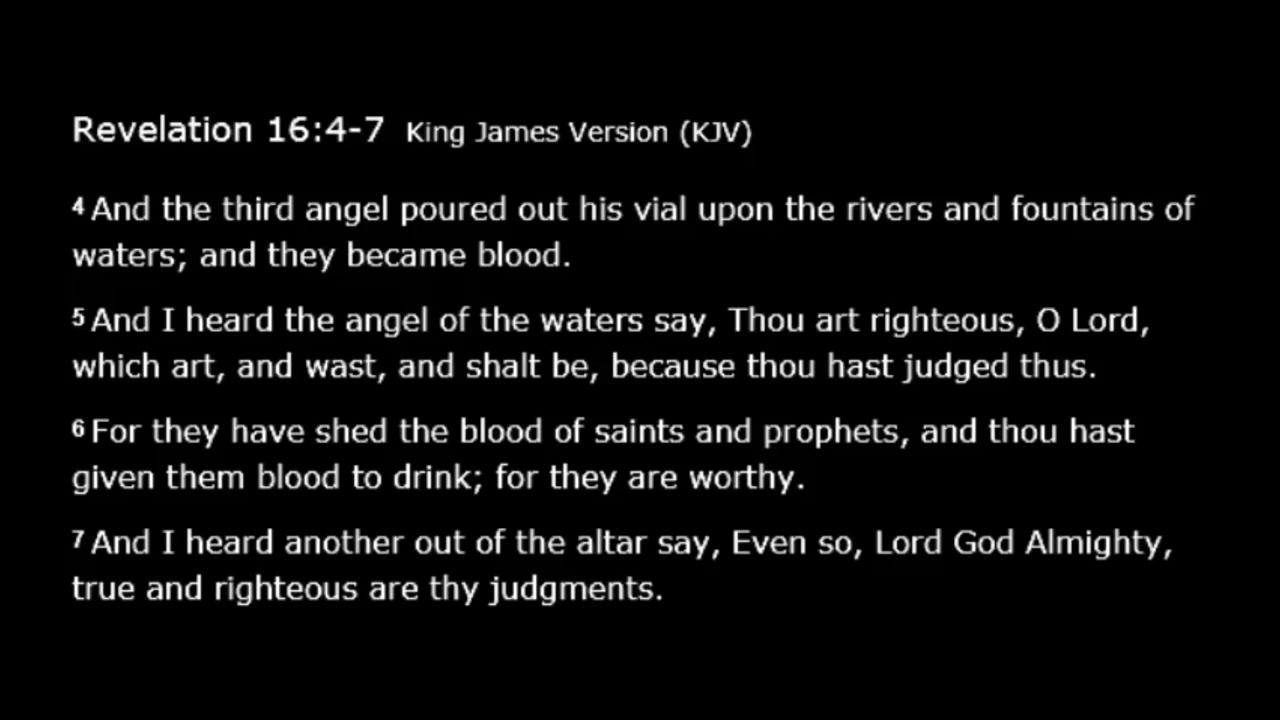 Revelation 16:4-7 King James Version (KJV)
4 And the third angel poured out his vial upon the rivers and fountains of
waters; and they became blood.
5 And I heard the angel of the waters say, Thou art righteous, O Lord,
which art, and wast, and shalt be, because thou hast judged thus.
6 For they have shed the blood of saints and prophets, and thou hast
given them blood to drink; for they are worthy.
7 And I heard another out of the altar say, Even so, Lord God Almighty,
true and righteous are thy judgments.